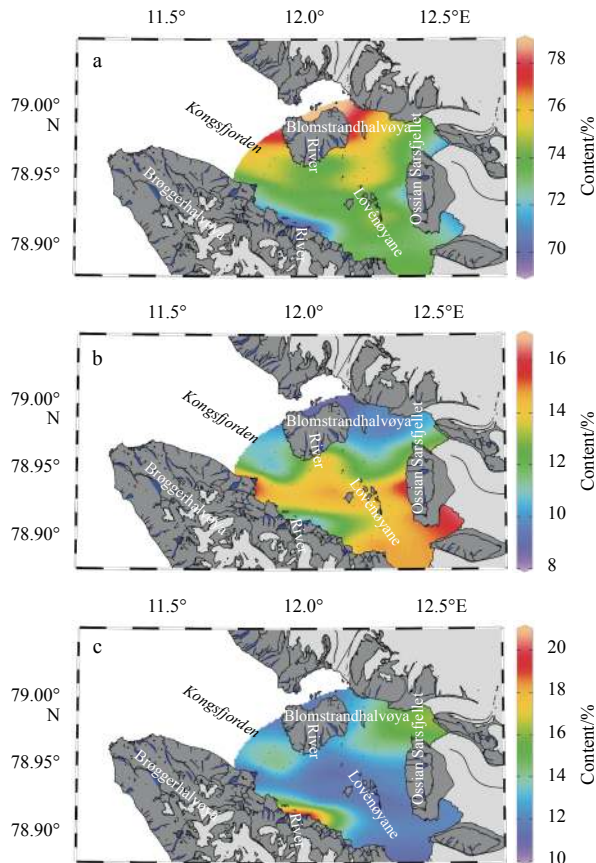 11.5° 12.0° 12.5°E
a
79.00°
N
78.95°
78.90°
Kongsfjorden
Blomstrandhalvøya
River
Brøggerhalvøya
Lovénøyane
Ossian Sarsfjellet
River
78
76
74
72
70
Content/%
11.5° 12.0° 12.5°E
b
79.00°
N
78.95°
78.90°
Kongsfjorden
Blomstrandhalvøya
River
Brøggerhalvøya
Lovénøyane
Ossian Sarsfjellet
River
16
14
12
10
8
Content/%
11.5° 12.0° 12.5°E
c
79.00°
N
78.95°
78.90°
Kongsfjorden
Blomstrandhalvøya
River
Brøggerhalvøya
Lovénøyane
Ossian Sarsfjellet
River
20
18
16
14
12
10
Content/%